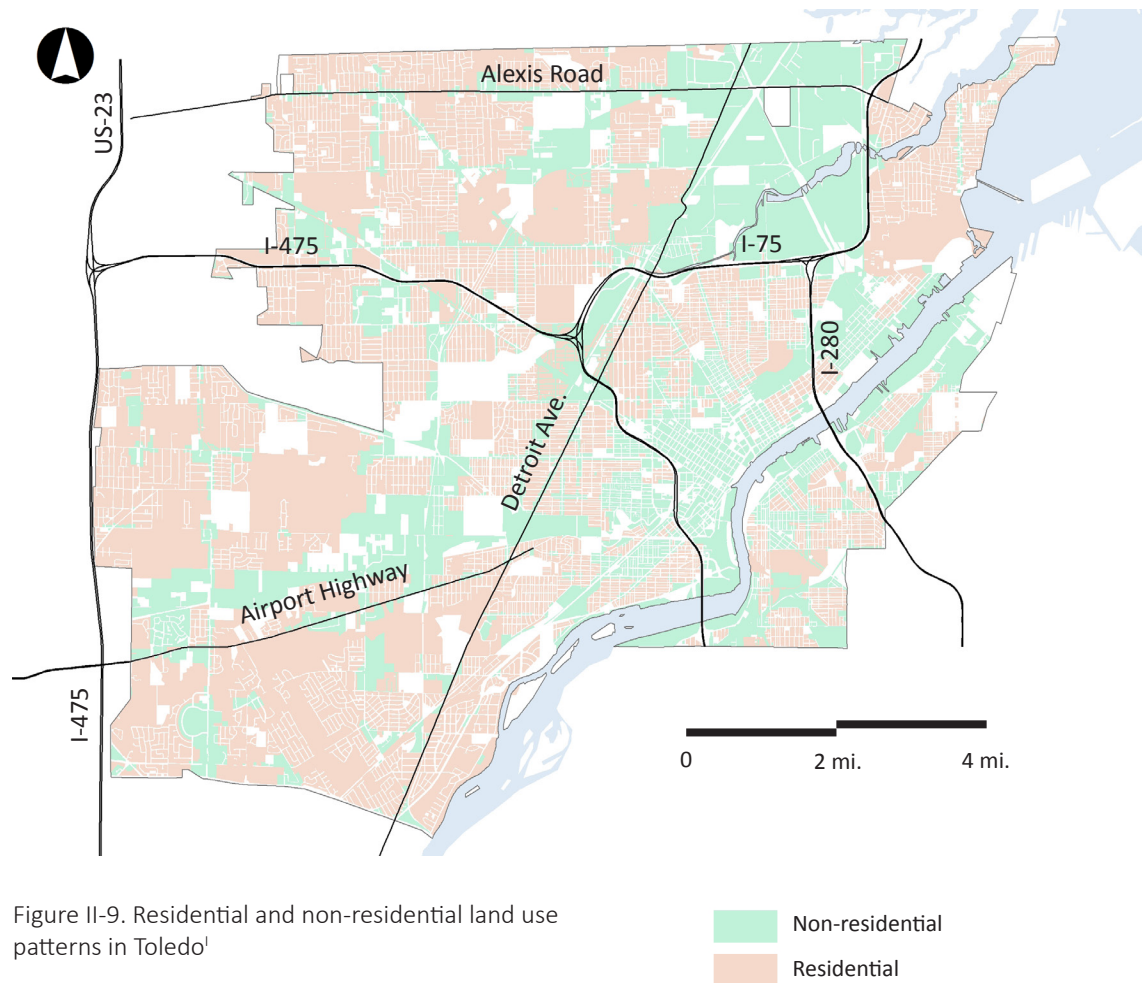 Alexis Road
US-23
I-475
I-75
I-280
Detroit Ave.
Airport Highway
I-475
0 2 mi. 4 mi.
Figure II-9. Residential and non-residential land use
patterns in Toledoᴵ
Non-residential
Residential